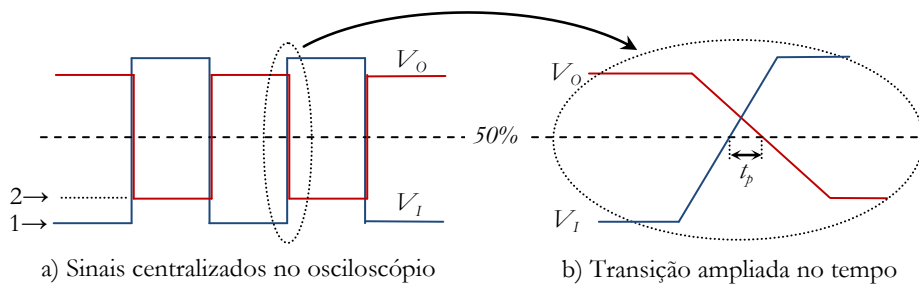 V_O
V_O
50%
t_p
2→
1→
V_I
V_I
a) Sinais centralizados no osciloscópio
b) Transição ampliada no tempo